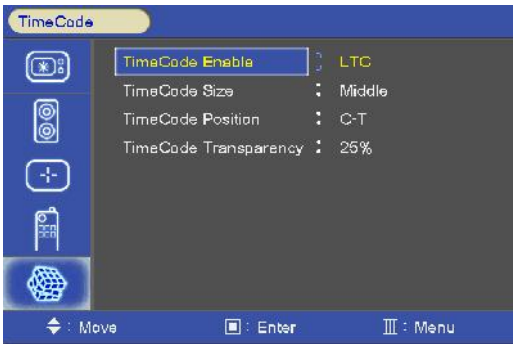 TimeCode
TimeCode Enable : LTC
TimeCode Size : Middle
TimeCode Position : C-T
TimeCode Transparency : 25%
: Move : Enter : Menu